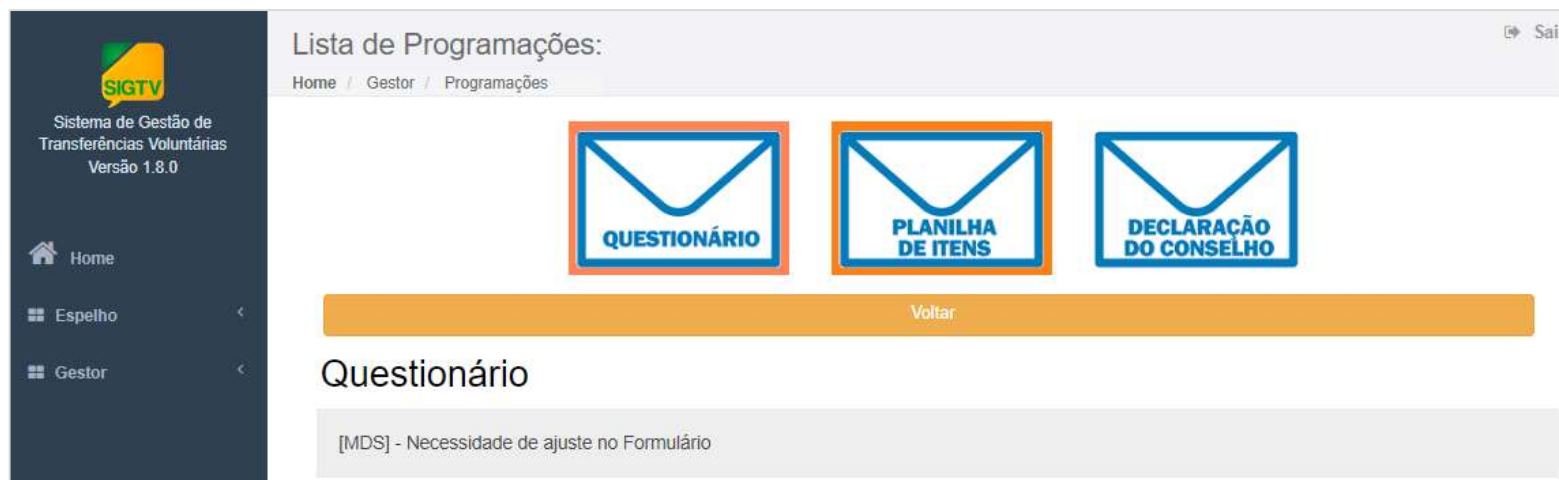 SIGTV
Sistema de Gestão de
Transferências Voluntárias
Versão 1.8.0
Home
Espelho
Gestor
Lista de Programações:
Sai
Home / Gestor / Programações
QUESTIONÁRIO
PLANILHA
DE ITENS
DECLARAÇÃO
DO CONSELHO
Voltar
Questionário
[MDS] - Necessidade de ajuste no Formulário